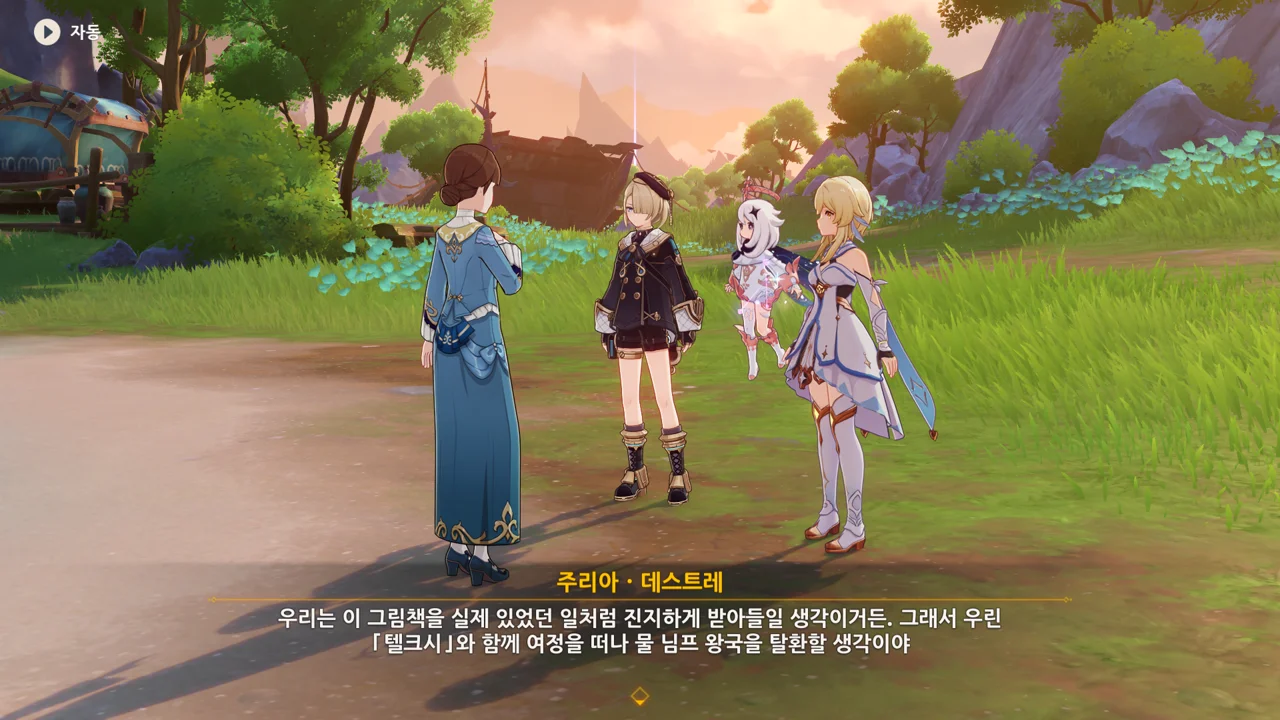 자동
주리아 · 데스트레
우리는 이 그림책을 실제 있었던 일처럼 진지하게 받아들일 생각이거든. 그래서 우린
「텔크시」와 함께 여정을 떠나 물 님프 왕국을 탈환할 생각이야